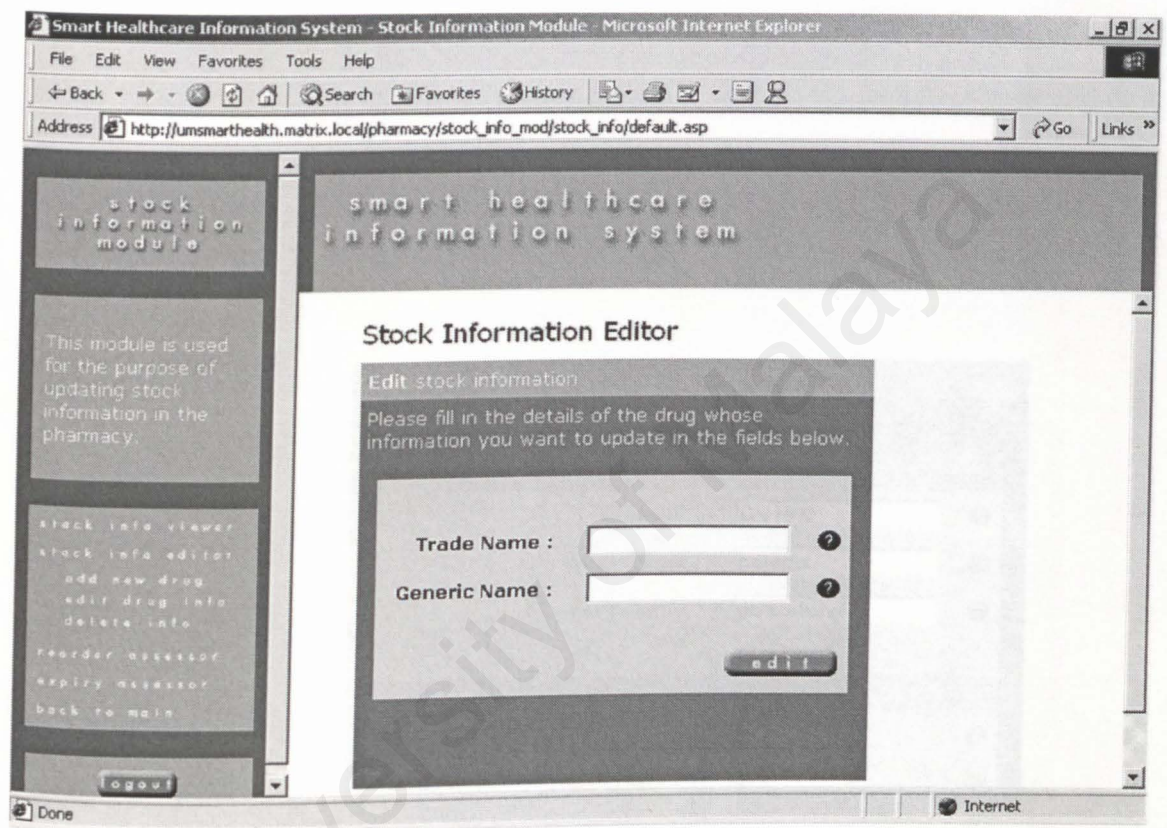 Smart Healthcare Information System - Stock Information Module - Microsoft Internet Explorer
File Edit View Favorites Tools Help
Back Search Favorites History
Address http://umsmarthealth.matrix.local/pharmacy/stock_info_mod/stock_info/default.asp Go Links »
stock
information
module
smart healthcare
information system
This module is used
for the purpose of
updating stock
information in the
pharmacy.
stock info viewer
stock info editor
add new drug
edit drug info
delete info
reorder assessor
expiry assessor
back to main
logout
Stock Information Editor
Edit stock information
Please fill in the details of the drug whose
information you want to update in the fields below.
Trade Name : ?
Generic Name : ?
edit
Done Internet
University of Malaya